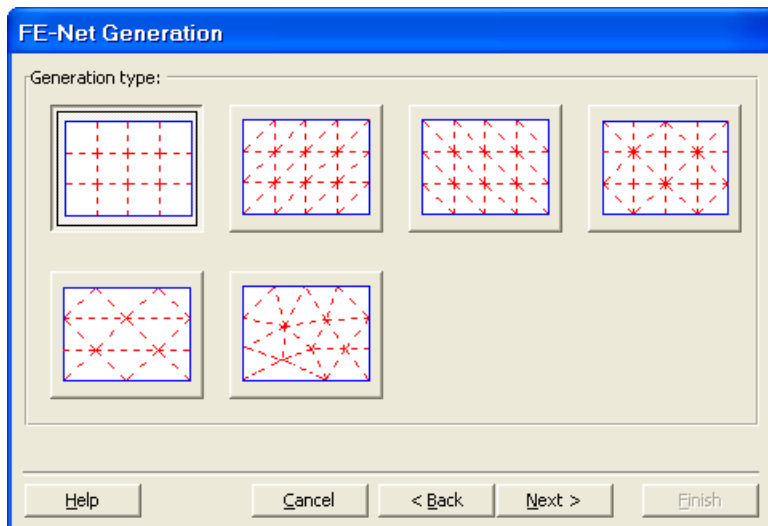 FE-Net Generation
Generation type:
Help
Cancel
< Back
Next >
Finish